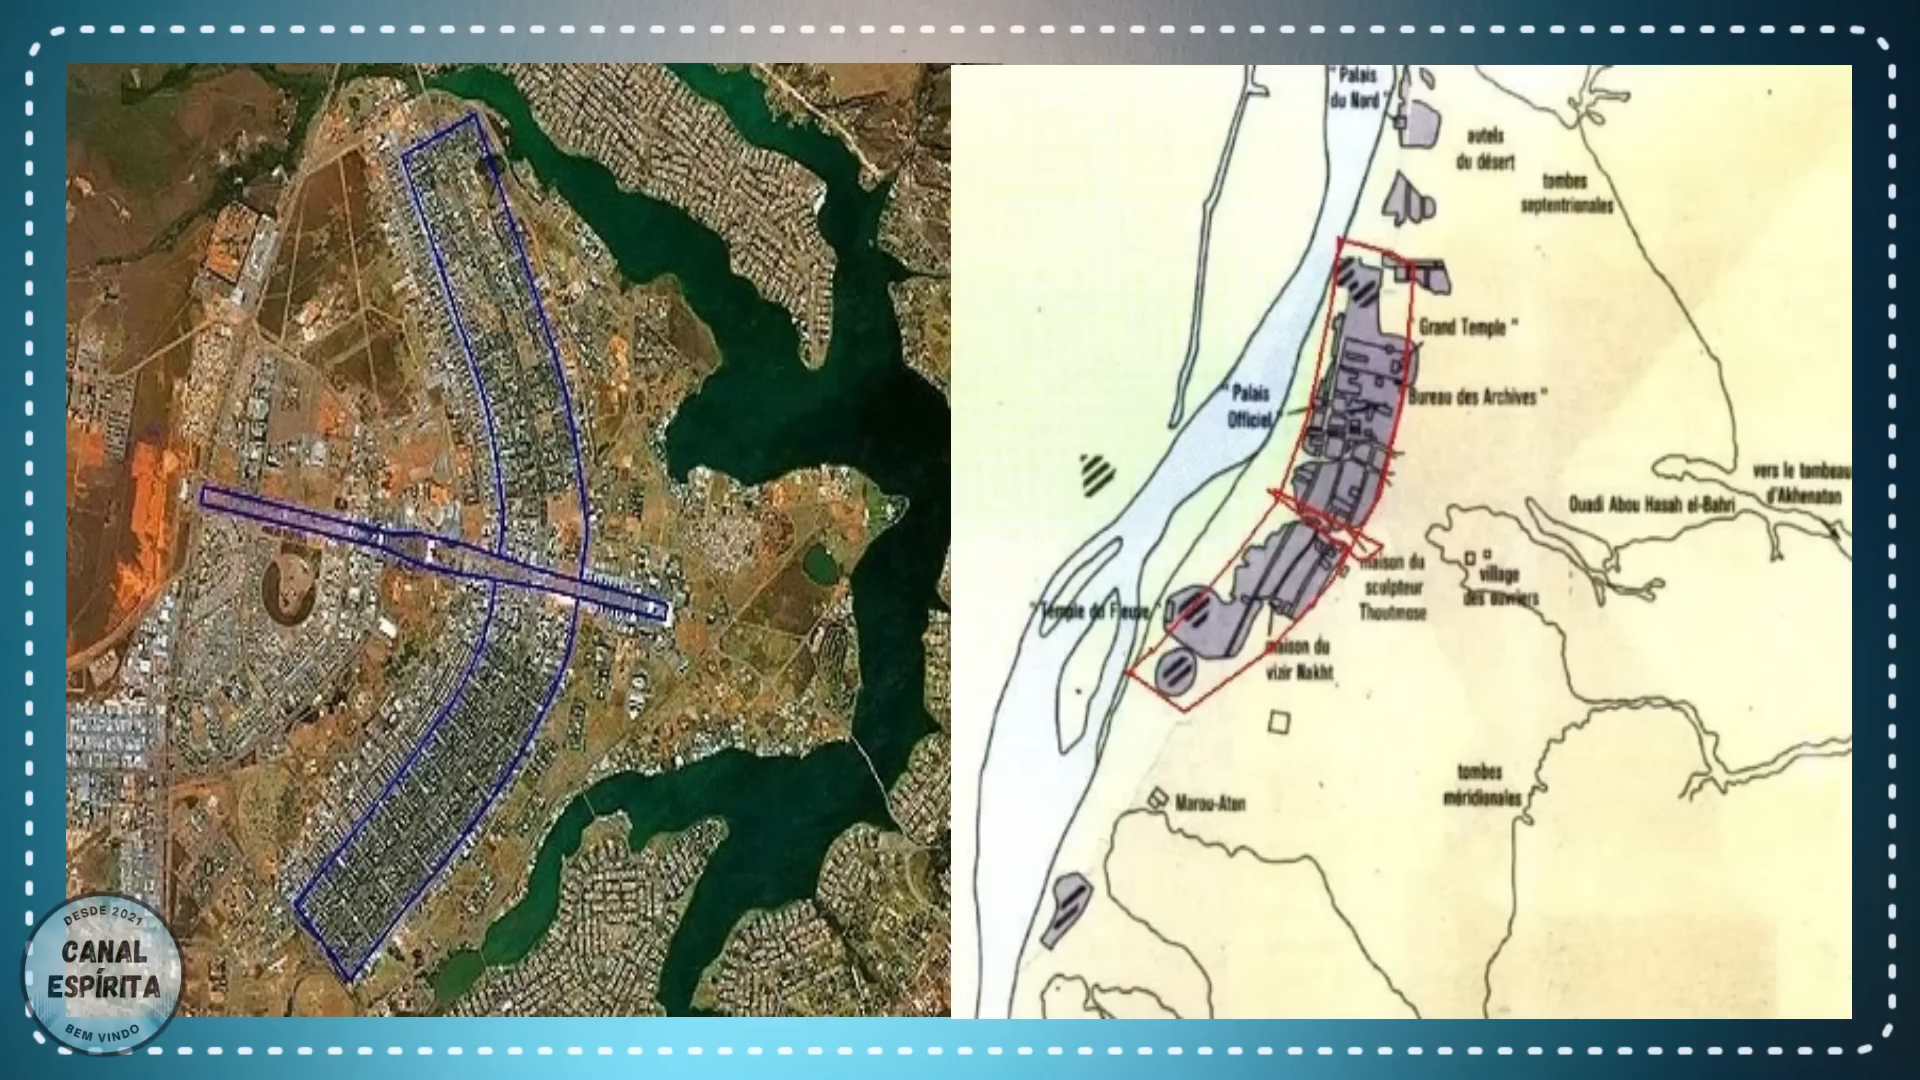 " Palais
du Nord "
autels
du désert
tombes
septentrionales
Grand Temple "
Bureau des Archives "
" Palais
Officiel "
vers le tombeau
d'Akhenaton
Ouadi Abou Hasah el-Bahri
maison du
sculpteur
Thoutmose
village
des ouvriers
" Temple du Fleuve "
maison du
vizir Nakht
tombes
méridionales
Marou-Aten
DESDE 2021
CANAL
ESPÍRITA
BEM VINDO